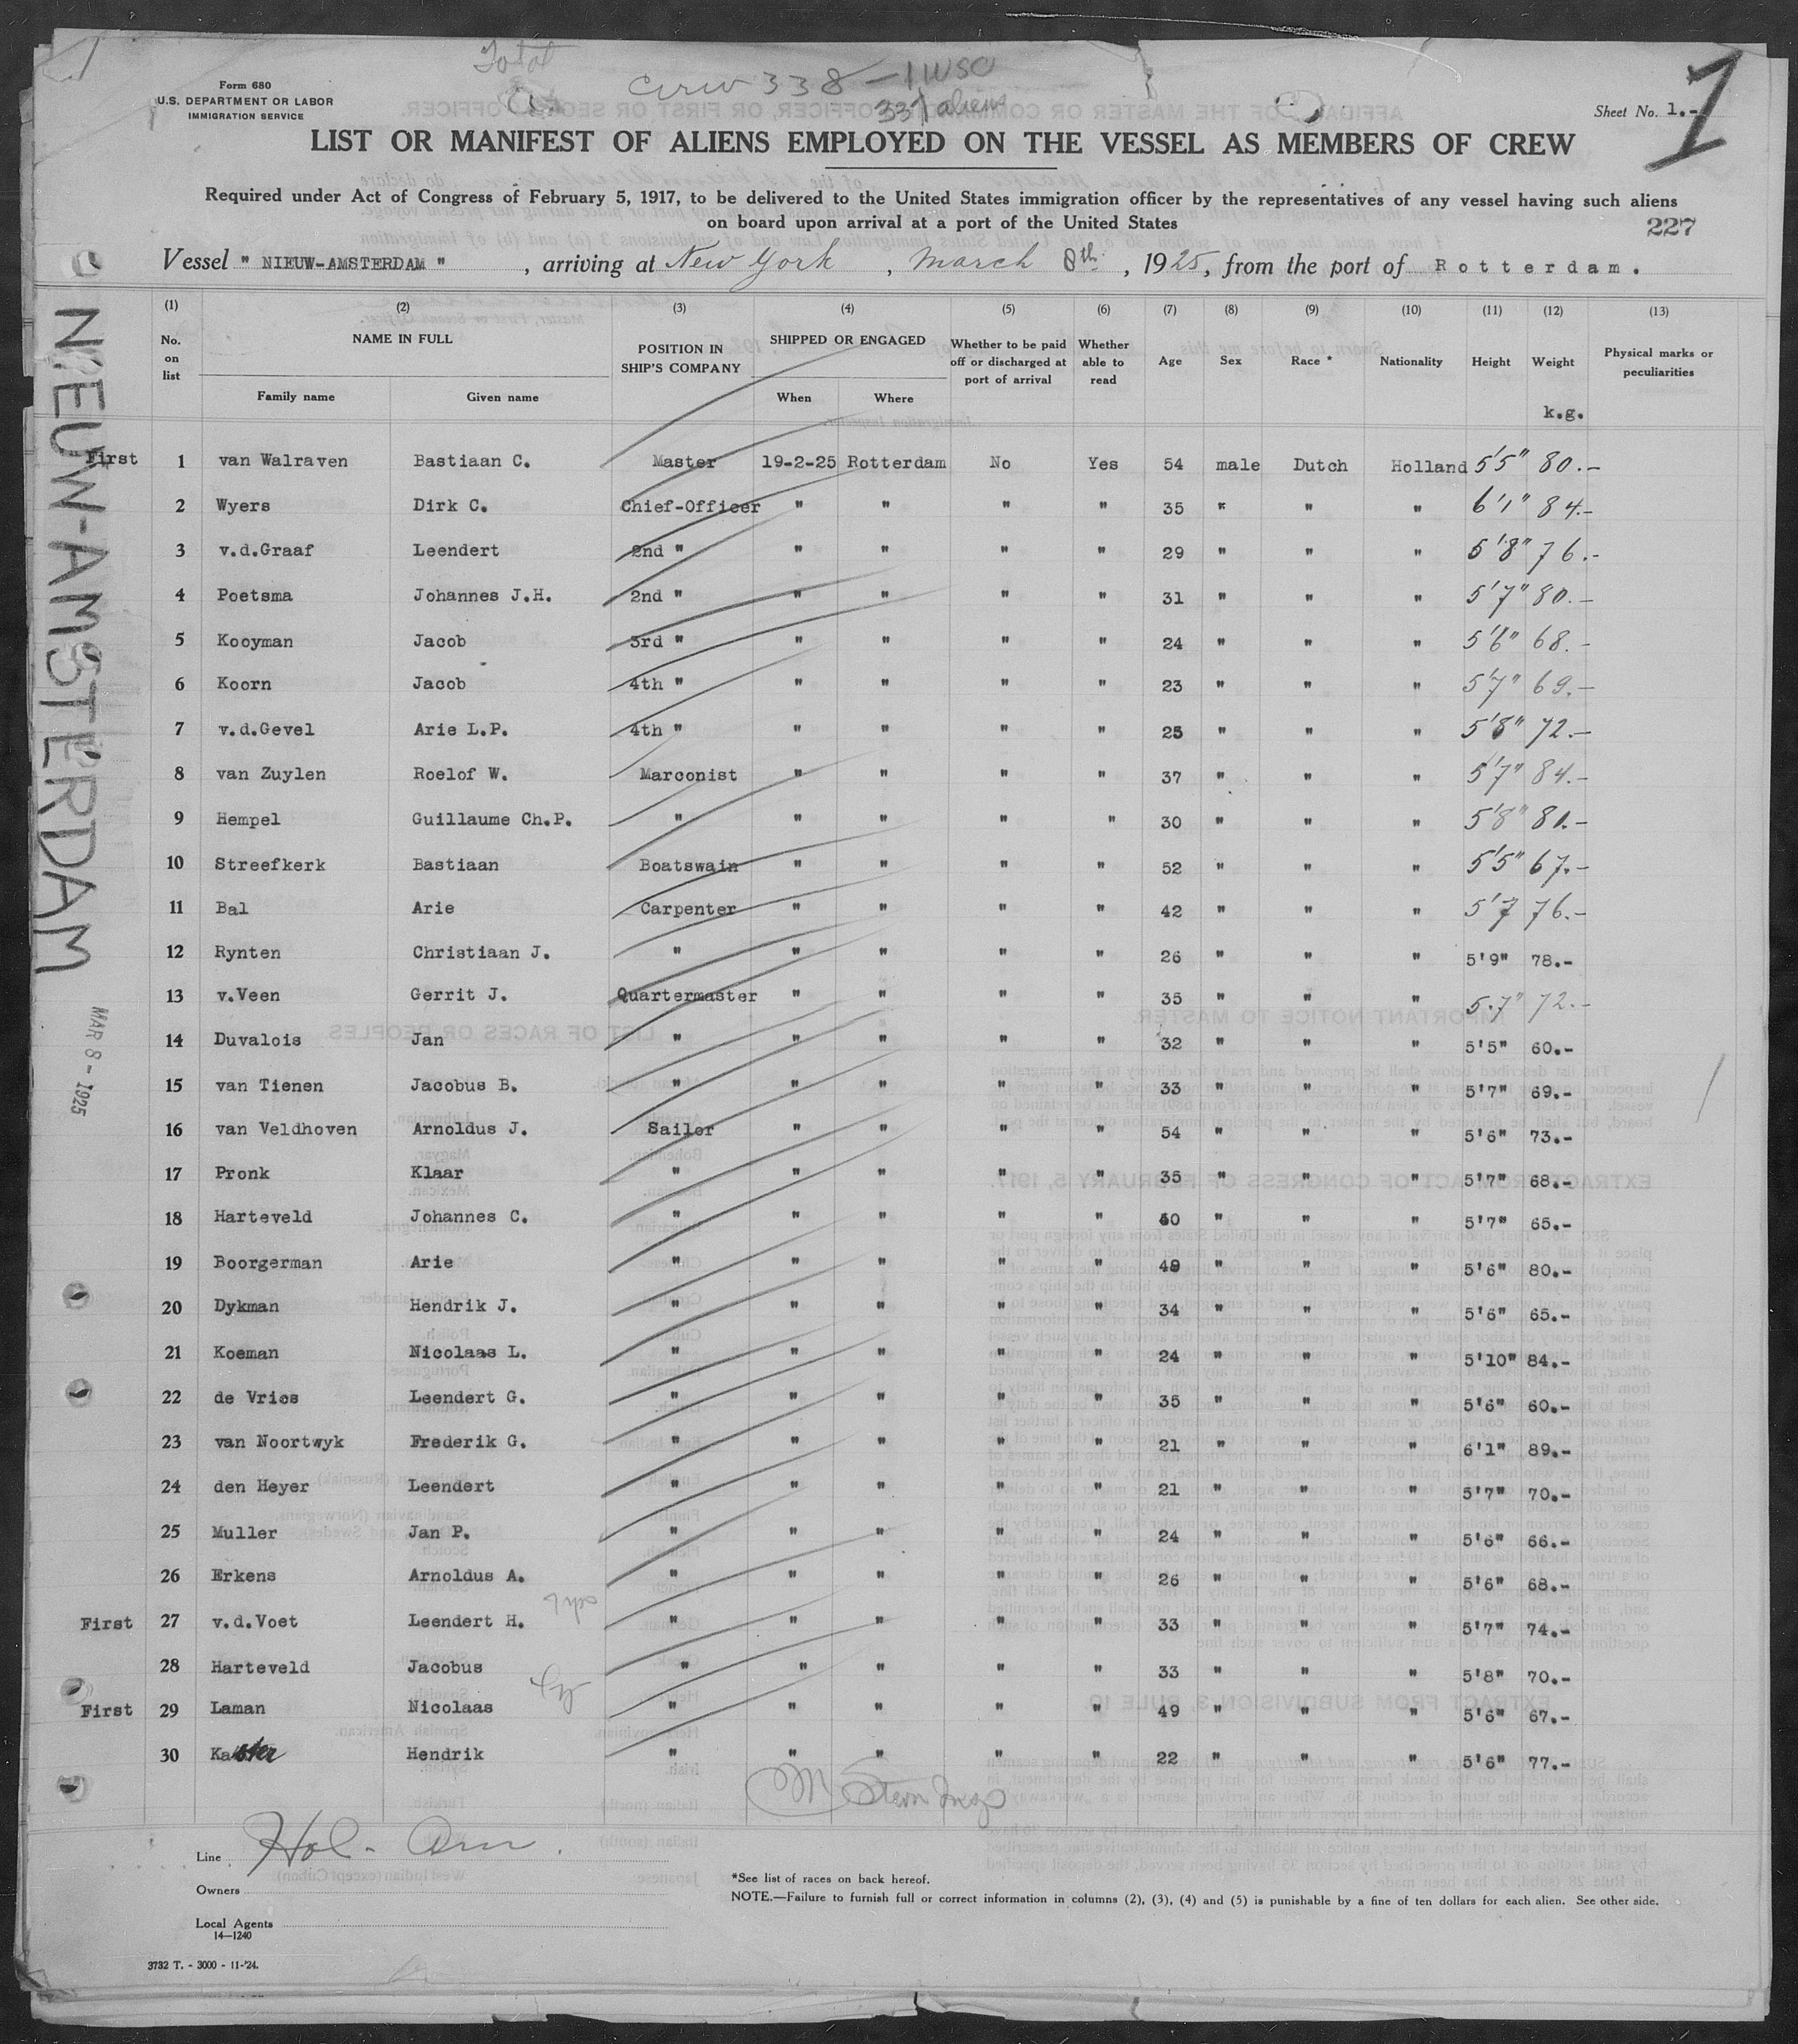 Total
Crew 338 - 1 USC
337 aliens
Form 680
U.S. DEPARTMENT OR LABOR
IMMIGRATION SERVICE
Sheet No. 1.-
1
LIST OR MANIFEST OF ALIENS EMPLOYED ON THE VESSEL AS MEMBERS OF CREW
Required under Act of Congress of February 5, 1917, to be delivered to the United States immigration officer by the representatives of any vessel having such aliens
on board upon arrival at a port of the United States
227
Vessel " NIEUW-AMSTERDAM " , arriving at New York , March 8th , 1925, from the port of Rotterdam.
(1) (2) (3) (4) (5) (6) (7) (8) (9) (10) (11) (12) (13)
No. on list NAME IN FULL Family name Given name POSITION IN SHIP'S COMPANY SHIPPED OR ENGAGED When Where Whether to be paid off or discharged at port of arrival Whether able to read Age Sex Race * Nationality Height Weight Physical marks or peculiarities
k.g.
First 1 van Walraven Bastiaan C. Master 19-2-25 Rotterdam No Yes 54 male Dutch Holland 5'5" 80.-
2 Wyers Dirk C. Chief-Officer " " " " 35 " " " 6'1" 84.-
3 v.d.Graaf Leendert 2nd " " " " " 29 " " " 5'8" 76.-
4 Poetsma Johannes J.H. 2nd " " " " " 31 " " " 5'7" 80.-
5 Kooyman Jacob 3rd " " " " " 24 " " " 5'6" 68.-
6 Koorn Jacob 4th " " " " " 23 " " " 5'7" 69.-
7 v.d.Gevel Arie L.P. 4th " " " " " 25 " " " 5'8" 72.-
8 van Zuylen Roelof W. Marconist " " " " 37 " " " 5'7" 84.-
9 Hempel Guillaume Ch.P. " " " " " 30 " " " 5'8" 80.-
10 Streefkerk Bastiaan Boatswain " " " " 52 " " " 5'5" 67.-
11 Bal Arie Carpenter " " " " 42 " " " 5'7 76.-
12 Rynten Christiaan J. " " " " " 26 " " " 5'9" 78.-
13 v.Veen Gerrit J. Quartermaster " " " " 35 " " " 5.7" 72.-
14 Duvalois Jan " " " " " 32 " " " 5'5" 60.-
15 van Tienen Jacobus B. " " " " " 33 " " " 5'7" 69.-
16 van Veldhoven Arnoldus J. Sailor " " " " 54 " " " 5'6" 73.-
17 Pronk Klaar " " " " " 35 " " " 5'7" 68.-
18 Harteveld Johannes C. " " " " " " " " 5'7" 65.-
19 Boorgerman Arie " " " " " 49 " " " 5'6" 80.-
20 Dykman Hendrik J. " " " " " 34 " " " 5'6" 65.-
21 Koeman Nicolaas L. " " " " " 24 " " " 5'10" 84.-
22 de Vries Leendert G. " " " " " 35 " " " 5'6" 60.-
23 van Noortwyk Frederik G. " " " " " 21 " " " 6'1" 89.-
24 den Heyer Leendert " " " " " 21 " " " 5'7" 70.-
25 Muller Jan P. " " " " " 24 " " " 5'6" 66.-
26 Erkens Arnoldus A. " " " " " 26 " " " 5'6" 68.-
First 27 v.d.Voet Leendert H. " " " " " 33 " " " 5'7" 74.-
28 Harteveld Jacobus " " " " " 33 " " " 5'8" 70.-
First 29 Laman Nicolaas " " " " " 49 " " " 5'6" 67.-
30 Kaster Hendrik " " " " " 22 " " " 5'6" 77.-
M Stern Insp
Line Hol. Am.
Owners
Local Agents
14-1240
3732 T. - 3000 - 11-'24.
*See list of races on back hereof.
NOTE.—Failure to furnish full or correct information in columns (2), (3), (4) and (5) is punishable by a fine of ten dollars for each alien. See other side.
NIEUW-AMSTERDAM
MAR 8 - 1925